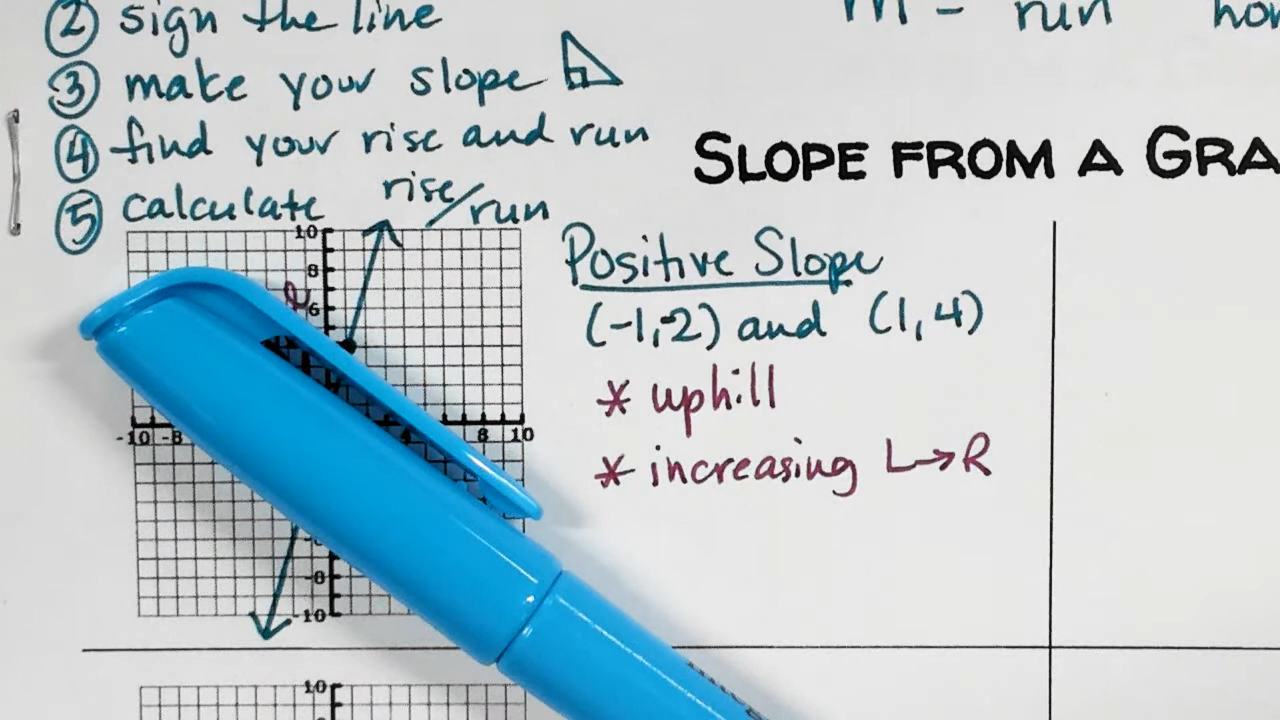 ② sign the line
③ make your slope
④ find your rise and run
⑤ calculate rise/run
m = run
SLOPE FROM A GRA
Positive Slope
(-1,-2) and (1,4)
* uphill
* increasing L→R
10
8
6
-10 -8 4 8 10
-8
-10
10